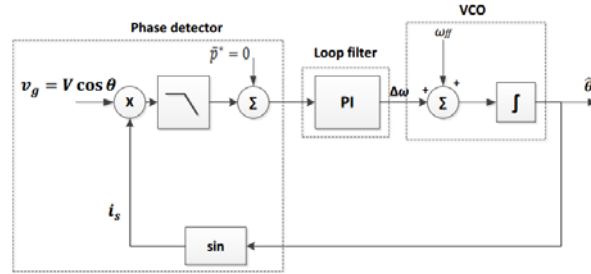 Phase detector
VCO
p̄* = 0
Loop filter
ω_ff
v_g = V cos θ
x
Σ
PI
Δω
+
+
Σ
∫
θ̂
i_s
sin